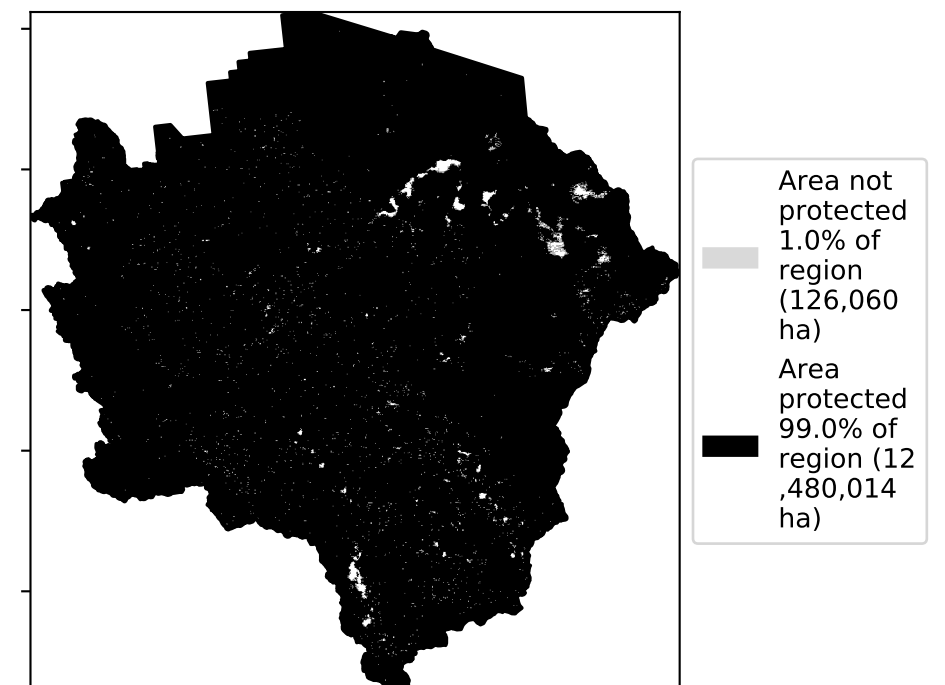 Area not
protected
1.0% of
region
(126,060
ha)
Area
protected
99.0% of
region (12
,480,014
ha)